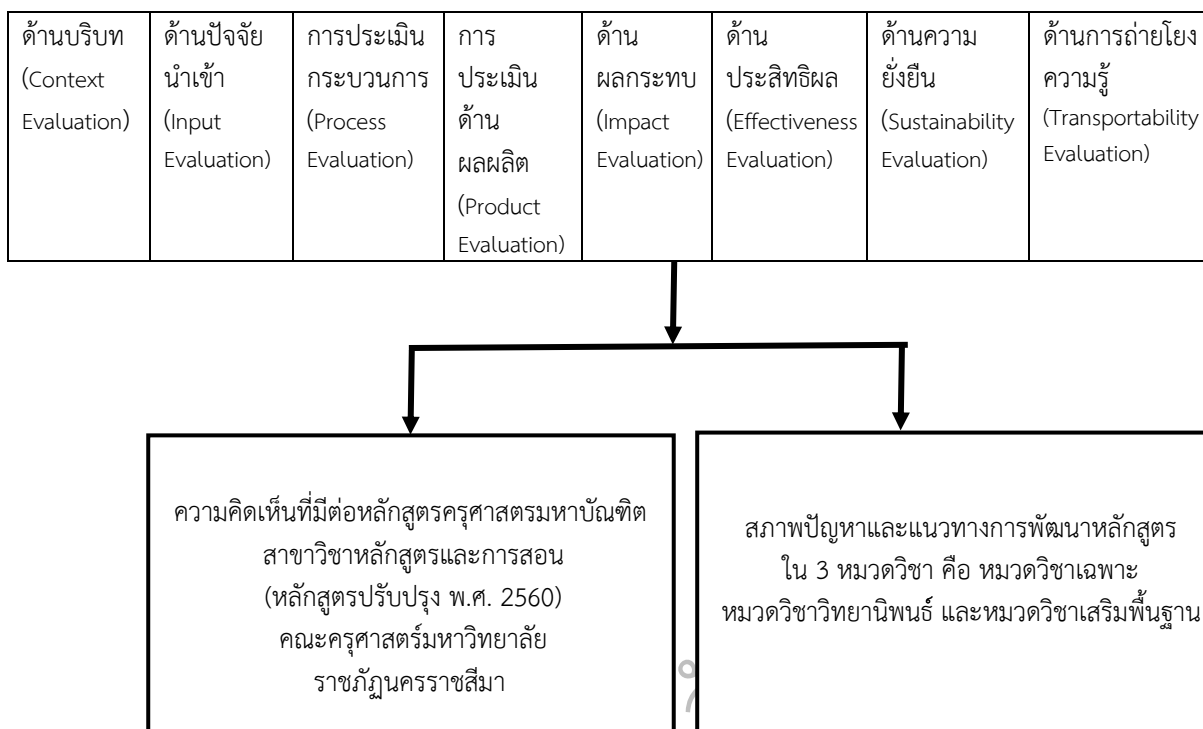 ด้านบริบท
(Context
Evaluation)
ด้านปัจจัย
นำเข้า
(Input
Evaluation)
การประเมิน
กระบวนการ
(Process
Evaluation)
การ
ประเมิน
ด้าน
ผลผลิต
(Product
Evaluation)
ด้าน
ผลกระทบ
(Impact
Evaluation)
ด้าน
ประสิทธิผล
(Effectiveness
Evaluation)
ด้านความ
ยั่งยืน
(Sustainability
Evaluation)
ด้านการถ่ายโยง
ความรู้
(Transportability
Evaluation)
ความคิดเห็นที่มีต่อหลักสูตรครุศาสตรมหาบัณฑิต
สาขาวิชาหลักสูตรและการสอน
(หลักสูตรปรับปรุง พ.ศ. 2560)
คณะครุศาสตร์มหาวิทยาลัย
ราชภัฏนครราชสีมา
สภาพปัญหาและแนวทางการพัฒนาหลักสูตร
ใน 3 หมวดวิชา คือ หมวดวิชาเฉพาะ
หมวดวิชาวิทยานิพนธ์ และหมวดวิชาเสริมพื้นฐาน